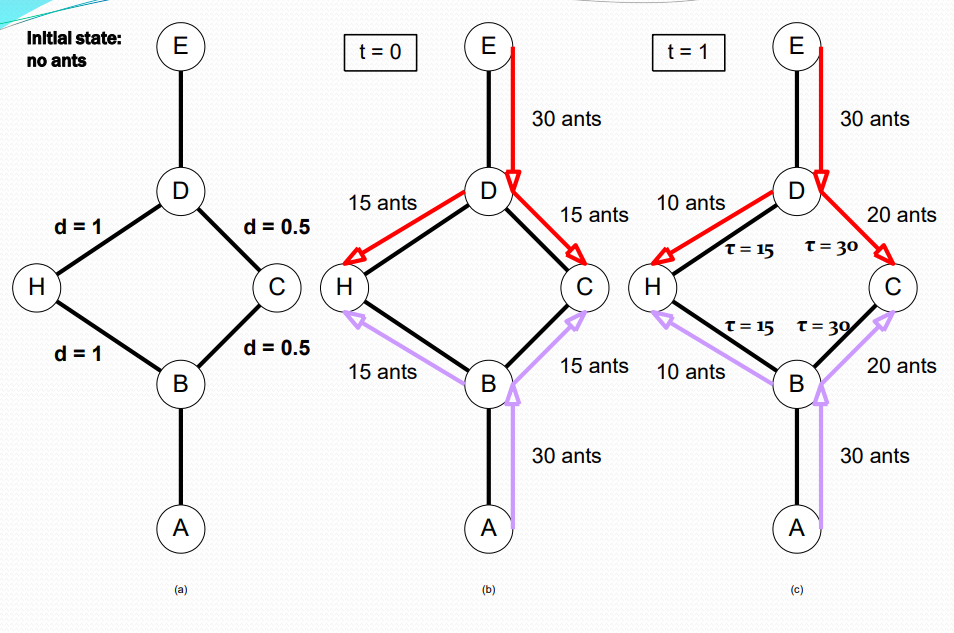 Initial state:
no ants
E
D
d = 1
d = 0.5
H
C
d = 1
d = 0.5
B
A
(a)
t = 0
E
30 ants
D
15 ants
15 ants
H
C
15 ants
15 ants
B
30 ants
A
(b)
t = 1
E
30 ants
D
10 ants
20 ants
τ = 15
τ = 30
H
C
τ = 15
τ = 30
10 ants
20 ants
B
30 ants
A
(c)